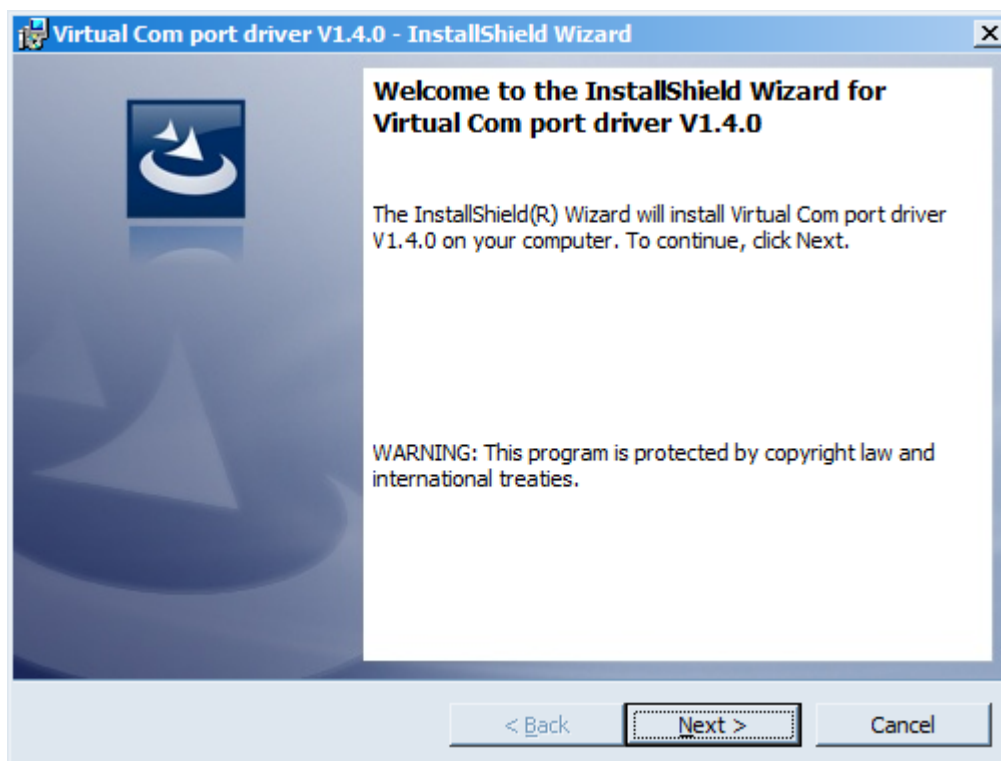 Virtual Com port driver V1.4.0 - InstallShield Wizard
Welcome to the InstallShield Wizard for
Virtual Com port driver V1.4.0
The InstallShield(R) Wizard will install Virtual Com port driver
V1.4.0 on your computer. To continue, click Next.
WARNING: This program is protected by copyright law and
international treaties.
< Back Next > Cancel